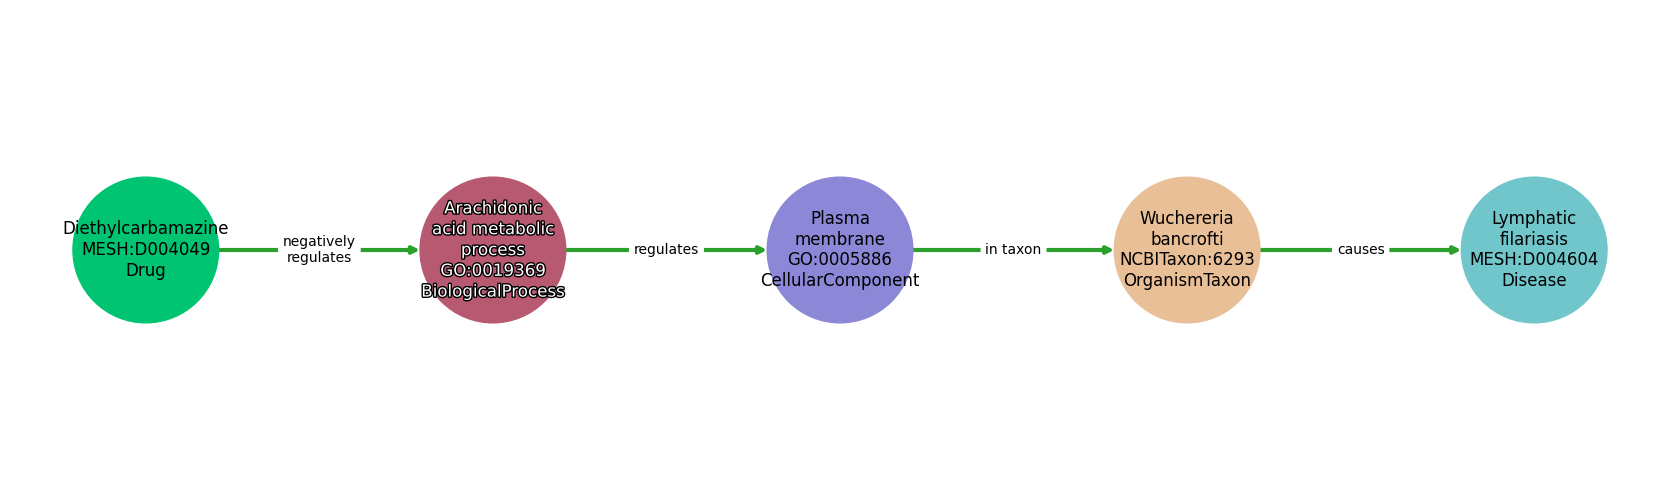 Diethylcarbamazine
MESH:D004049
Drug
negatively
regulates
Arachidonic
acid metabolic
process
GO:0019369
BiologicalProcess
regulates
Plasma
membrane
GO:0005886
CellularComponent
in taxon
Wuchereria
bancrofti
NCBITaxon:6293
OrganismTaxon
causes
Lymphatic
filariasis
MESH:D004604
Disease